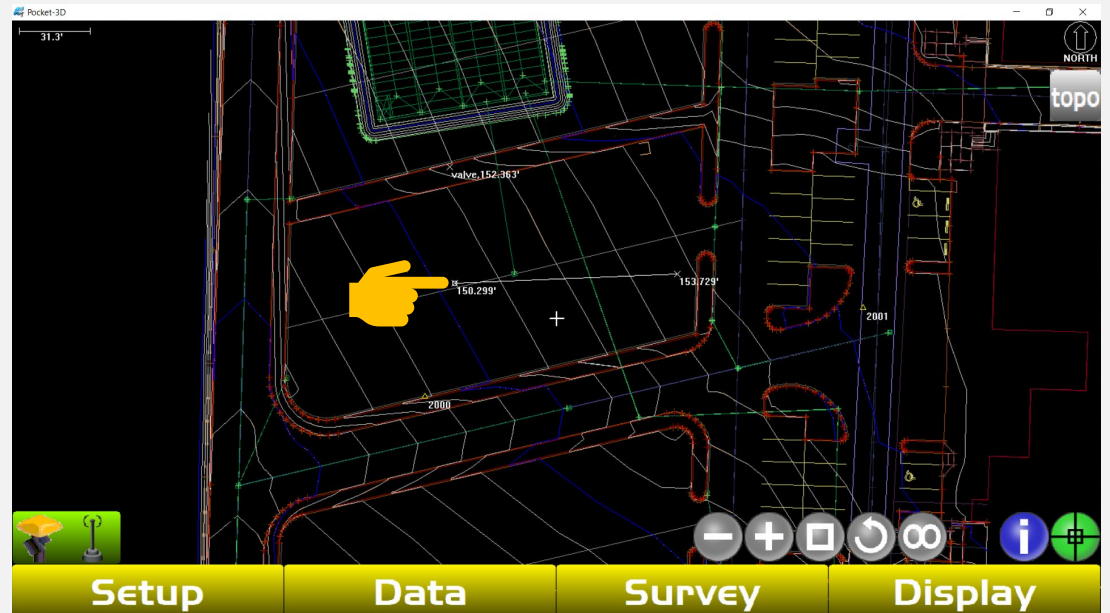 Pocket-3D
31.3'
NORTH
topo
valve,152.363'
150.299'
153.729'
2001
2000
Setup
Data
Survey
Display